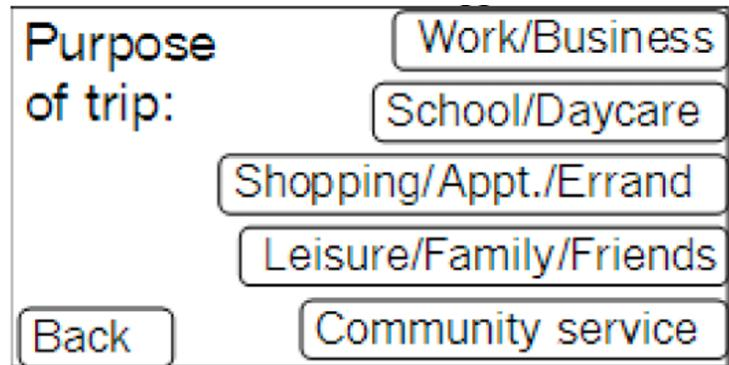 Purpose
of trip:
Work/Business
School/Daycare
Shopping/Appt./Errand
Leisure/Family/Friends
Community service
Back